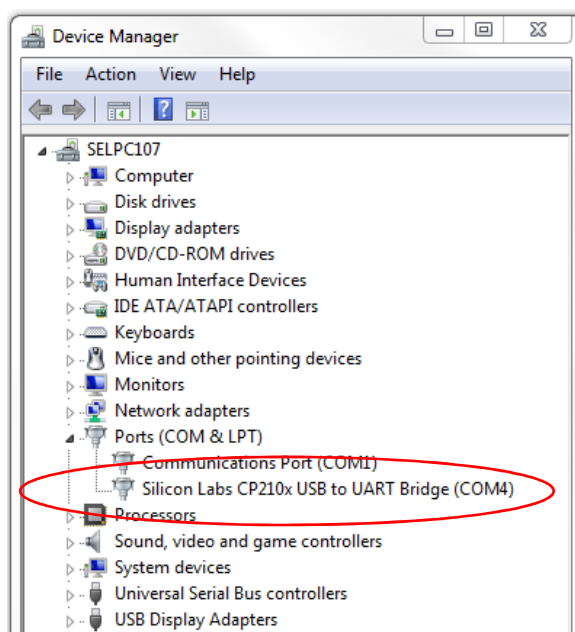 Device Manager
File Action View Help
SELPC107
Computer
Disk drives
Display adapters
DVD/CD-ROM drives
Human Interface Devices
IDE ATA/ATAPI controllers
Keyboards
Mice and other pointing devices
Monitors
Network adapters
Ports (COM & LPT)
Communications Port (COM1)
Silicon Labs CP210x USB to UART Bridge (COM4)
Processors
Sound, video and game controllers
System devices
Universal Serial Bus controllers
USB Display Adapters